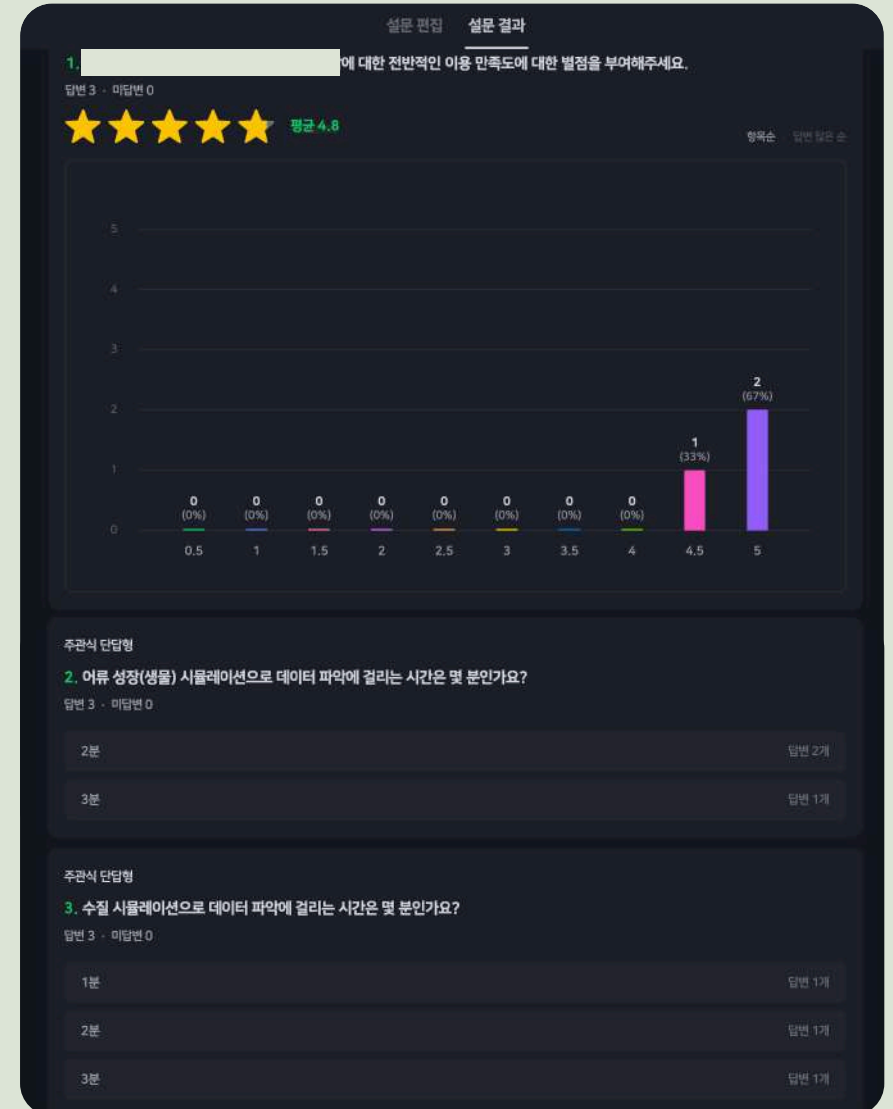 설문 편집 설문 결과
1. 에 대한 전반적인 이용 만족도에 대한 별점을 부여해주세요.
답변 3 · 미답변 0
평균 4.8
항목순 답변 많은 순
5
4
3
2
1
0
0 0 0 0 0 0 0 0 1 2
(0%) (0%) (0%) (0%) (0%) (0%) (0%) (0%) (33%) (67%)
0.5 1 1.5 2 2.5 3 3.5 4 4.5 5
주관식 단답형
2. 어류 성장(생물) 시뮬레이션으로 데이터 파악에 걸리는 시간은 몇 분인가요?
답변 3 · 미답변 0
2분 답변 2개
3분 답변 1개
주관식 단답형
3. 수질 시뮬레이션으로 데이터 파악에 걸리는 시간은 몇 분인가요?
답변 3 · 미답변 0
1분 답변 1개
2분 답변 1개
3분 답변 1개